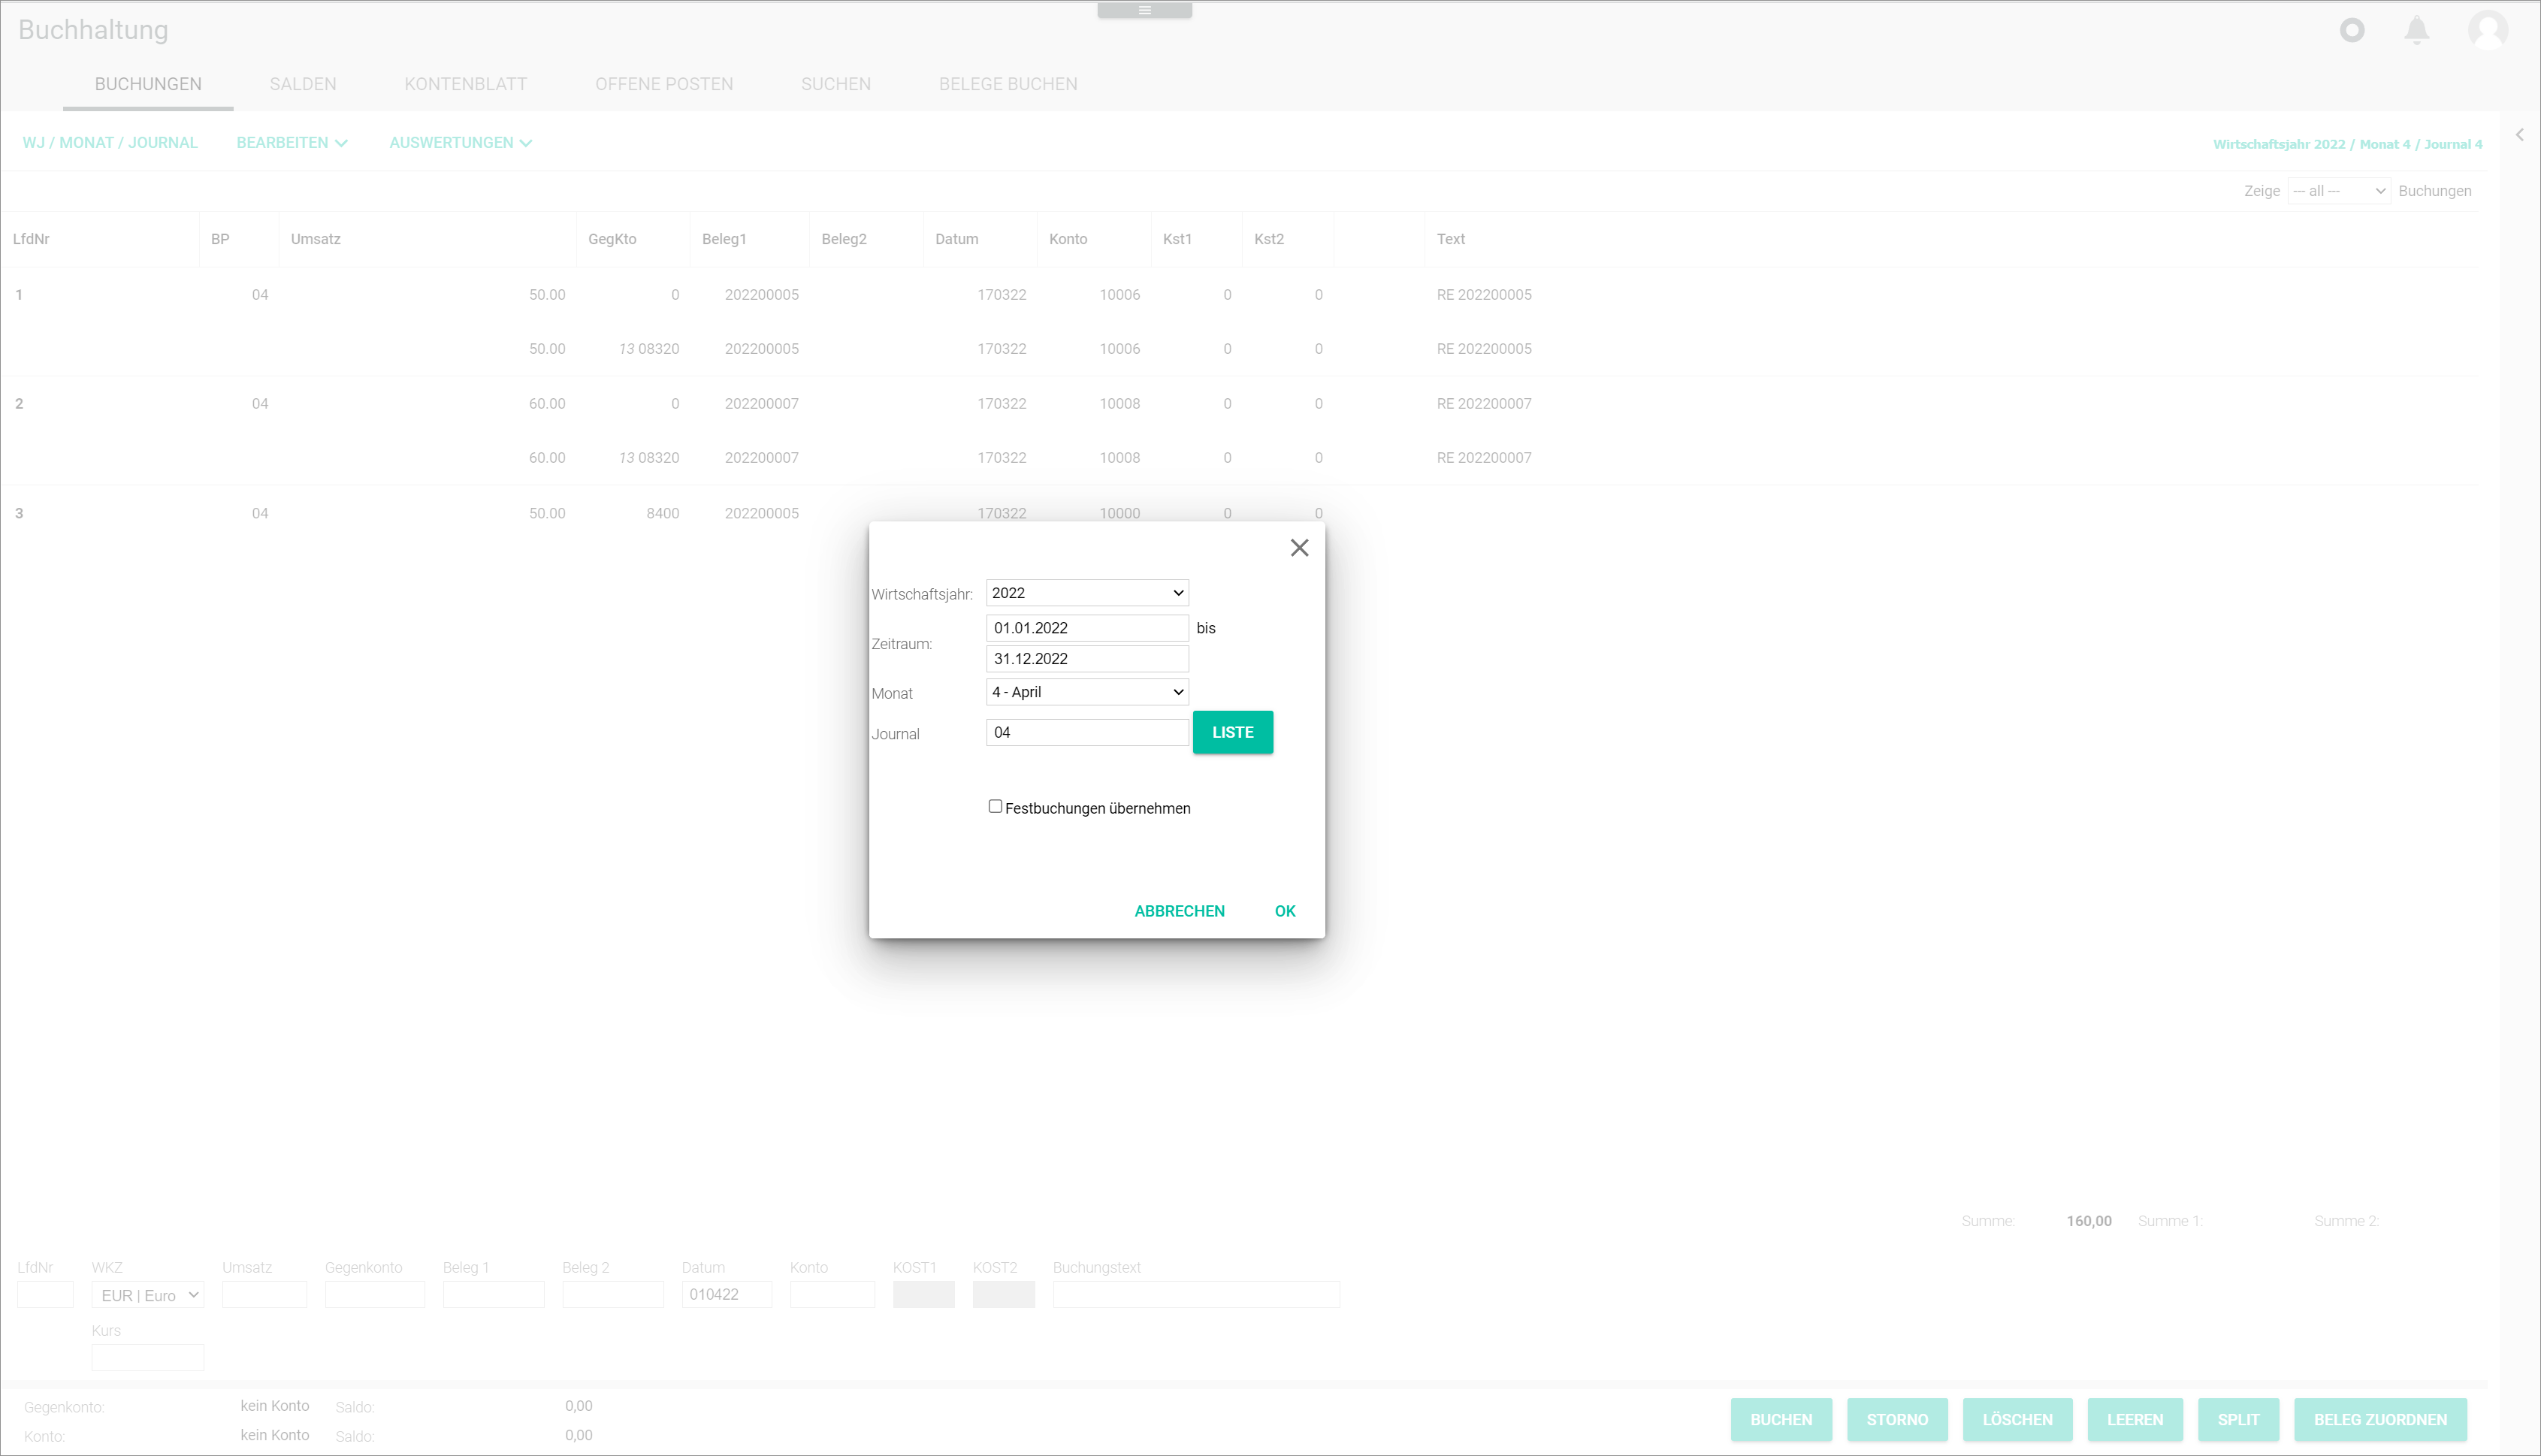 Buchhaltung
BUCHUNGEN SALDEN KONTENBLATT OFFENE POSTEN SUCHEN BELEGE BUCHEN
WJ / MONAT / JOURNAL BEARBEITEN AUSWERTUNGEN Wirtschaftsjahr 2022 / Monat 4 / Journal 4
Zeige --- all --- Buchungen
LfdNr BP Umsatz GegKto Beleg1 Beleg2 Datum Konto Kst1 Kst2 Text
1 04 50.00 0 202200005 170322 10006 0 0 RE 202200005
50.00 13 08320 202200005 170322 10006 0 0 RE 202200005
2 04 60.00 0 202200007 170322 10008 0 0 RE 202200007
60.00 13 08320 202200007 170322 10008 0 0 RE 202200007
3 04 50.00 8400 202200005 170322 10000 0 0
Wirtschaftsjahr: 2022
Zeitraum: 01.01.2022 bis
31.12.2022
Monat 4 - April
Journal 04 LISTE
Festbuchungen übernehmen
ABBRECHEN OK
Summe: 160,00 Summe 1: Summe 2:
LfdNr WKZ Umsatz Gegenkonto Beleg 1 Beleg 2 Datum Konto KOST1 KOST2 Buchungstext
EUR | Euro 010422
Kurs
Gegenkonto: kein Konto Saldo: 0,00
Konto: kein Konto Saldo: 0,00
BUCHEN STORNO LÖSCHEN LEEREN SPLIT BELEG ZUORDNEN